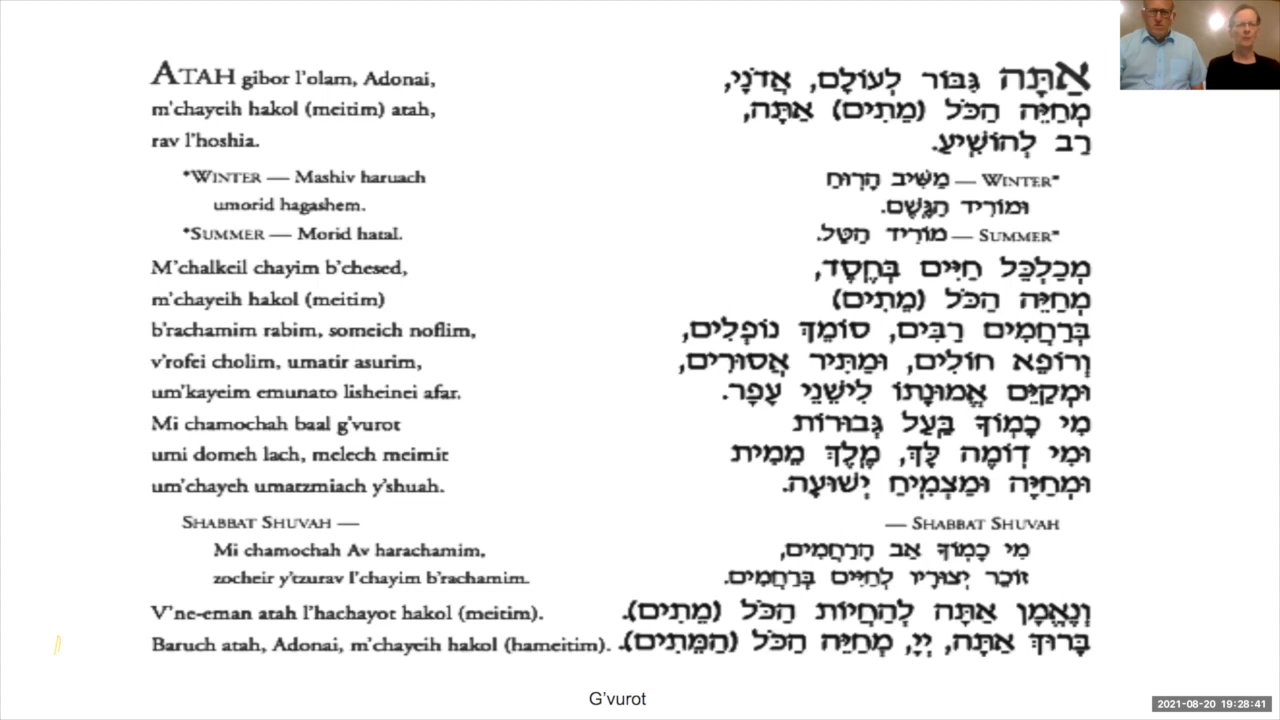 ATAH gibor l'olam, Adonai,
m'chayeih hakol (meitim) atah,
rav l'hoshia.
*WINTER — Mashiv haruach
umorid hagashem.
*SUMMER — Morid hatal.
M'chalkeil chayim b'chesed,
m'chayeih hakol (meitim)
b'rachamim rabim, someich noflim,
v'rofei cholim, umatir asurim,
um'kayeim emunato lisheinei afar.
Mi chamochah baal g'vurot
umi domeh lach, melech meimit
um'chayeh umatzmiach y'shuah.
SHABBAT SHUVAH —
Mi chamochah Av harachamim,
zocheir y'tzurav l'chayim b'rachamim.
V'ne-eman atah l'hachayot hakol (meitim).
Baruch atah, Adonai, m'chayeih hakol (hameitim).
אַתָּה גִּבּוֹר לְעוֹלָם, אֲדֹנָי,
מְחַיֵּה הַכֹּל (מֵתִים) אַתָּה,
רַב לְהוֹשִׁיעַ.
*WINTER — מַשִּׁיב הָרֽוּחַ
וּמוֹרִיד הַגָּֽשֶׁם.
*SUMMER — מוֹרִיד הַטַּל.
מְכַלְכֵּל חַיִּים בְּחֶֽסֶד,
מְחַיֵּה הַכֹּל (מֵתִים)
בְּרַחֲמִים רַבִּים, סוֹמֵךְ נוֹפְלִים,
וְרוֹפֵא חוֹלִים, וּמַתִּיר אֲסוּרִים,
וּמְקַיֵּם אֱמוּנָתוֹ לִישֵׁנֵי עָפָר.
מִי כָמֽוֹךָ בַּֽעַל גְּבוּרוֹת
וּמִי דֽוֹמֶה לָּךְ, מֶֽלֶךְ מֵמִית
וּמְחַיֶּה וּמַצְמִֽיחַ יְשׁוּעָה.
SHABBAT SHUVAH —
מִי כָמֽוֹךָ אַב הָרַחֲמִים,
זוֹכֵר יְצוּרָיו לְחַיִּים בְּרַחֲמִים.
וְנֶאֱמָן אַתָּה לְהַחֲיוֹת הַכֹּל (מֵתִים).
בָּרוּךְ אַתָּה, יְיָ, מְחַיֵּה הַכֹּל (הַמֵּתִים).
G'vurot
2021-08-20 19:28:41